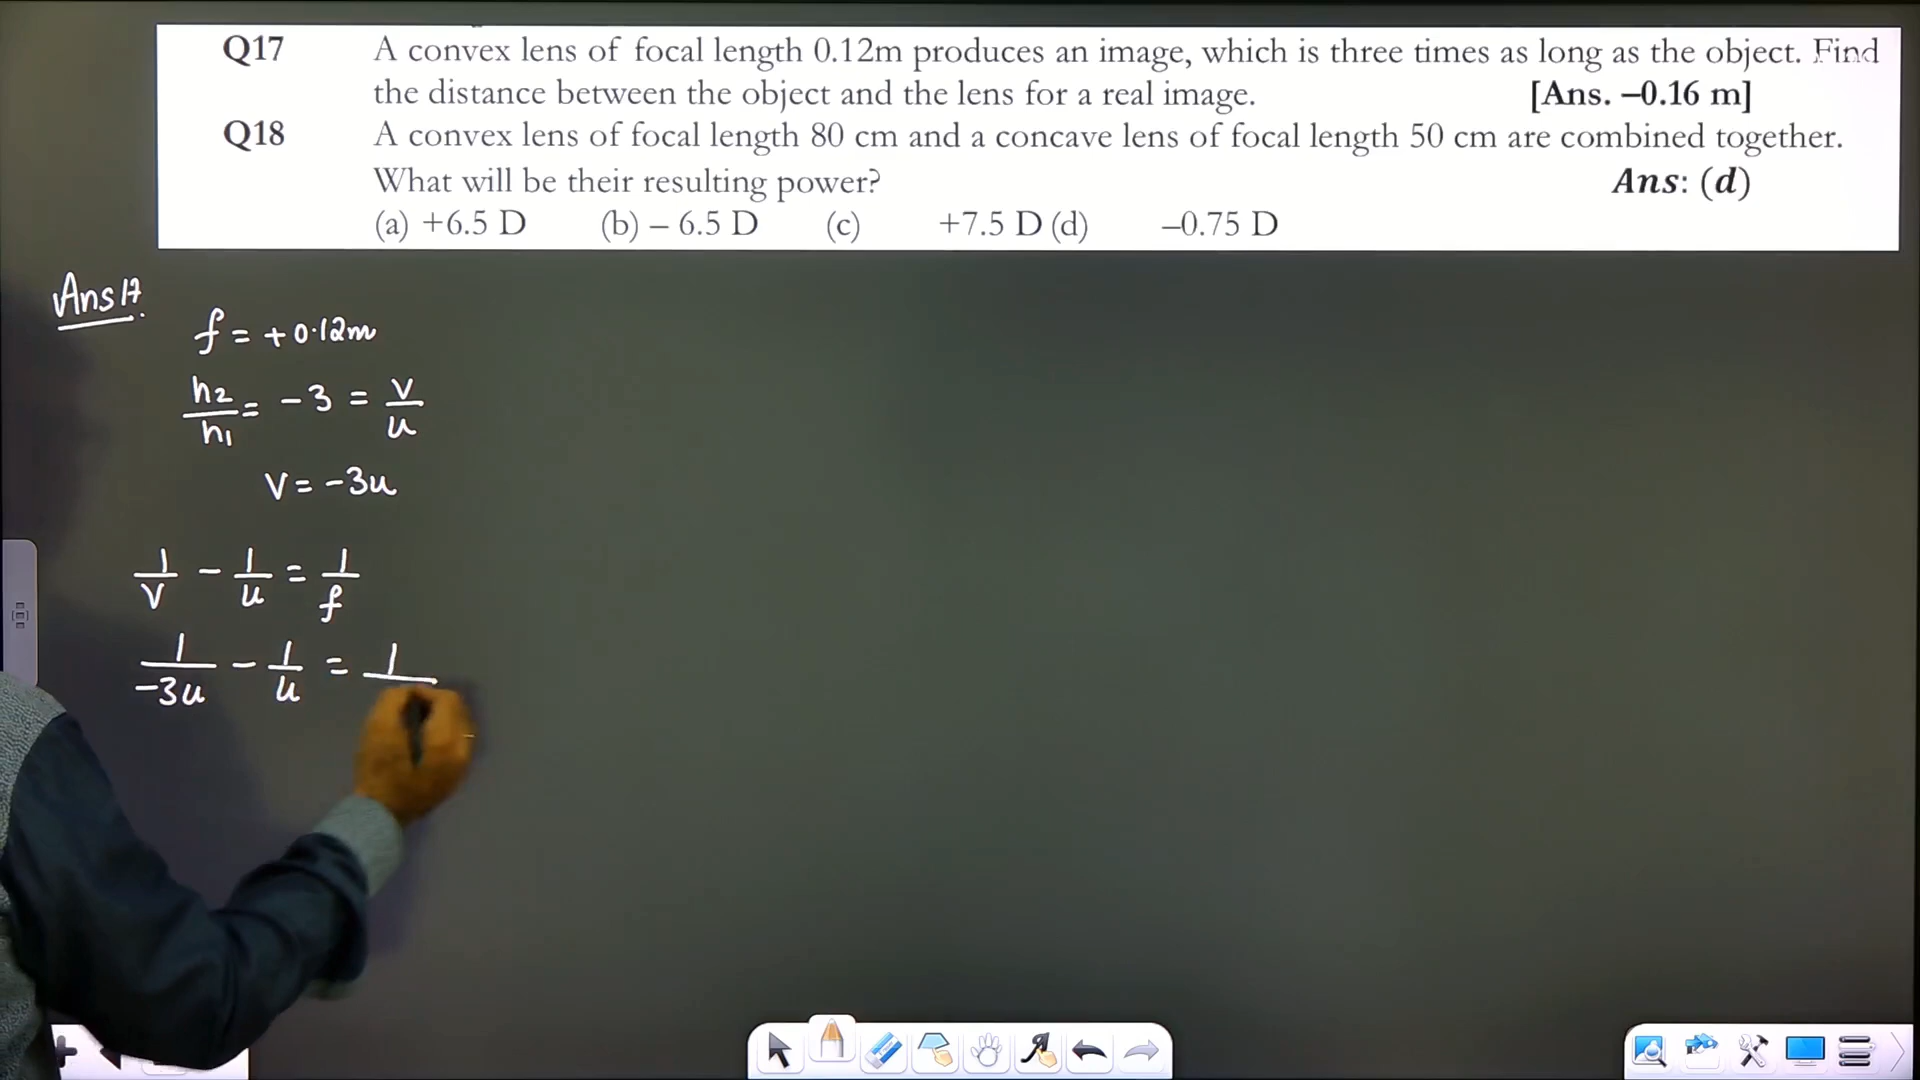 Q17 A convex lens of focal length 0.12m produces an image, which is three times as long as the object. Find
the distance between the object and the lens for a real image. [Ans. –0.16 m]
Q18 A convex lens of focal length 80 cm and a concave lens of focal length 50 cm are combined together.
What will be their resulting power? Ans: (d)
(a) +6.5 D (b) – 6.5 D (c) +7.5 D (d) –0.75 D
Ans 17.
f = +0.12m
h2/h1 = -3 = v/u
v = -3u
1/v - 1/u = 1/f
1/-3u - 1/u = 1